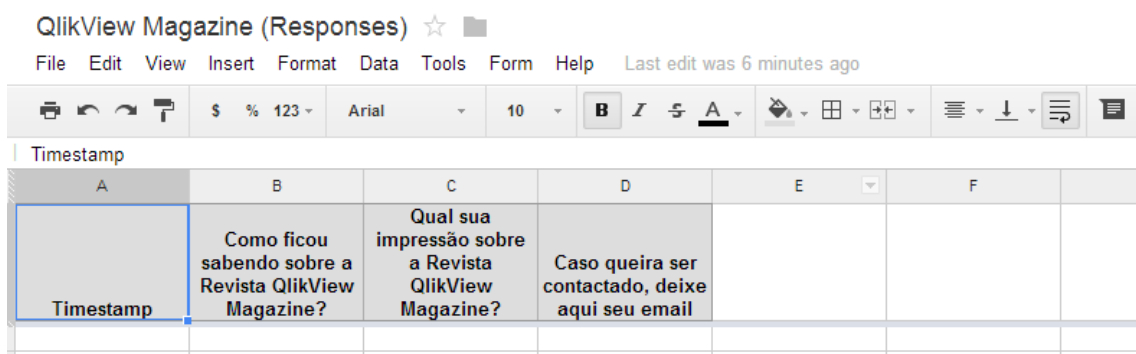 QlikView Magazine (Responses)
File Edit View Insert Format Data Tools Form Help Last edit was 6 minutes ago
$ % 123 Arial 10 B I S A
Timestamp
A B C D E F
Timestamp
Como ficou
sabendo sobre a
Revista QlikView
Magazine?
Qual sua
impressão sobre
a Revista
QlikView
Magazine?
Caso queira ser
contactado, deixe
aqui seu email